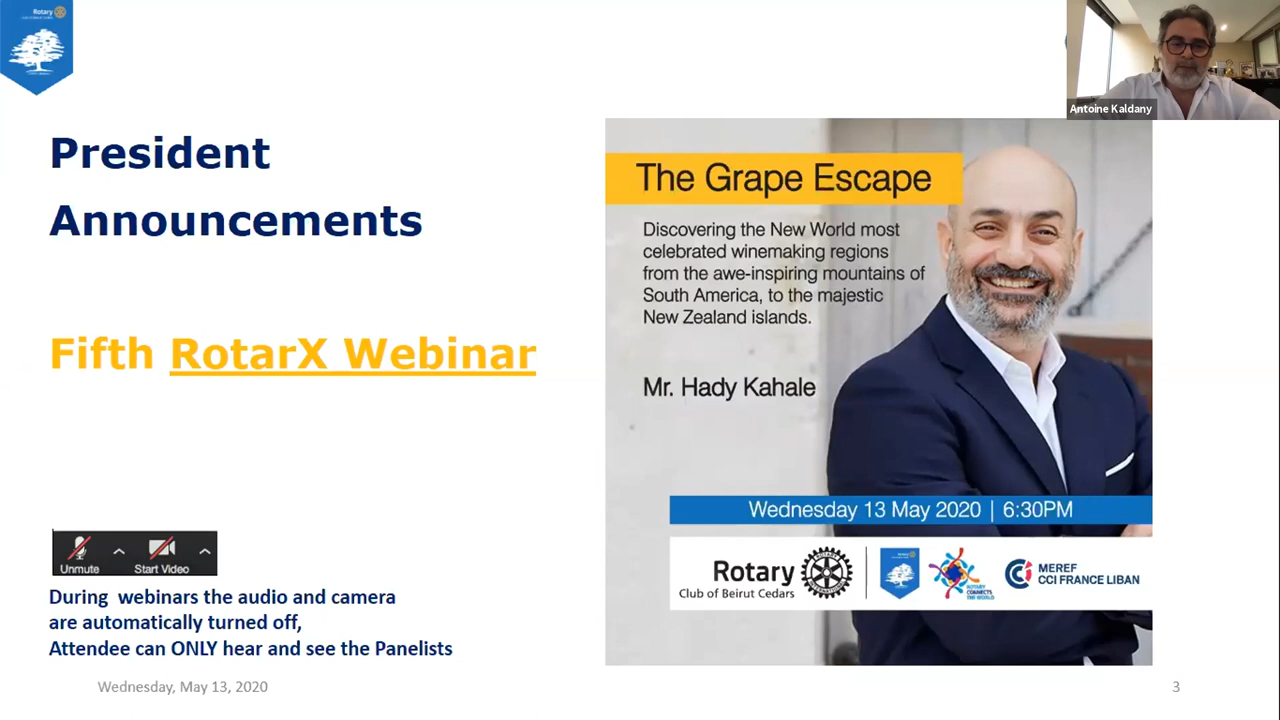 Rotary
Club of Beirut Cedars
Antoine Kaldany
President
Announcements
Fifth RotarX Webinar
The Grape Escape
Discovering the New World most
celebrated winemaking regions
from the awe-inspiring mountains of
South America, to the majestic
New Zealand islands.
Mr. Hady Kahale
Wednesday 13 May 2020 | 6:30PM
Rotary
Club of Beirut Cedars
ROTARY
CONNECTS
THE WORLD
MEREF
CCI FRANCE LIBAN
Unmute
Start Video
During webinars the audio and camera
are automatically turned off,
Attendee can ONLY hear and see the Panelists
Wednesday, May 13, 2020
3